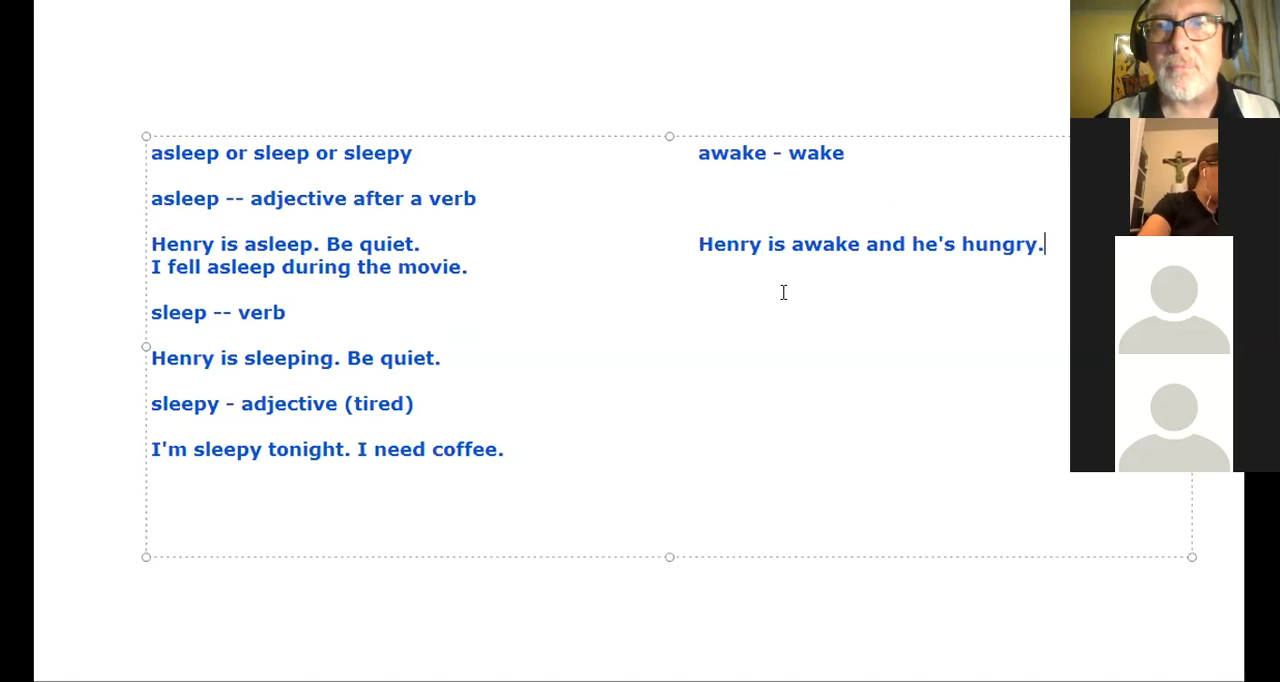 asleep or sleep or sleepy
asleep -- adjective after a verb
Henry is asleep. Be quiet.
I fell asleep during the movie.
sleep -- verb
Henry is sleeping. Be quiet.
sleepy - adjective (tired)
I'm sleepy tonight. I need coffee.
awake - wake
Henry is awake and he's hungry.